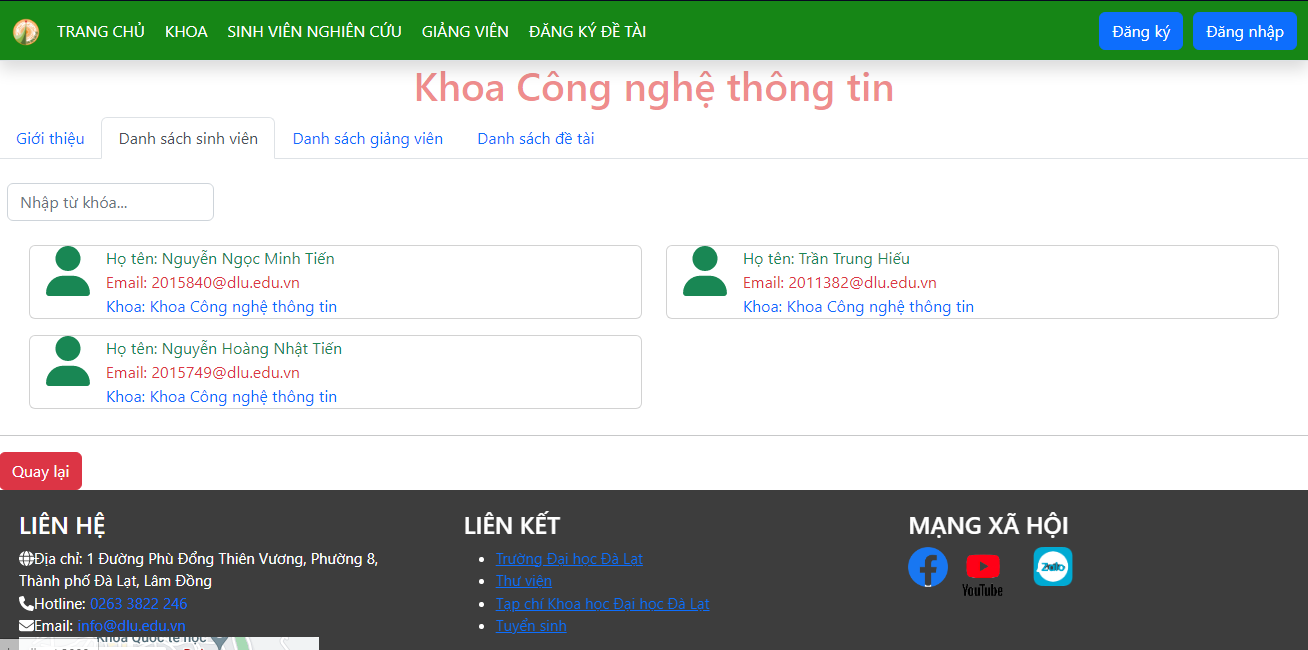 TRANG CHỦ KHOA SINH VIÊN NGHIÊN CỨU GIẢNG VIÊN ĐĂNG KÝ ĐỀ TÀI Đăng ký Đăng nhập
Khoa Công nghệ thông tin
Giới thiệu Danh sách sinh viên Danh sách giảng viên Danh sách đề tài
Nhập từ khóa...
Họ tên: Nguyễn Ngọc Minh Tiến
Email: 2015840@dlu.edu.vn
Khoa: Khoa Công nghệ thông tin
Họ tên: Trần Trung Hiếu
Email: 2011382@dlu.edu.vn
Khoa: Khoa Công nghệ thông tin
Họ tên: Nguyễn Hoàng Nhật Tiến
Email: 2015749@dlu.edu.vn
Khoa: Khoa Công nghệ thông tin
Quay lại
LIÊN HỆ
Địa chỉ: 1 Đường Phù Đổng Thiên Vương, Phường 8,
Thành phố Đà Lạt, Lâm Đồng
Hotline: 0263 3822 246
Email: info@dlu.edu.vn
Khoa Quốc tế học
LIÊN KẾT
Trường Đại học Đà Lạt
Thư viện
Tạp chí Khoa học Đại học Đà Lạt
Tuyển sinh
MẠNG XÃ HỘI
YouTube
Zalo